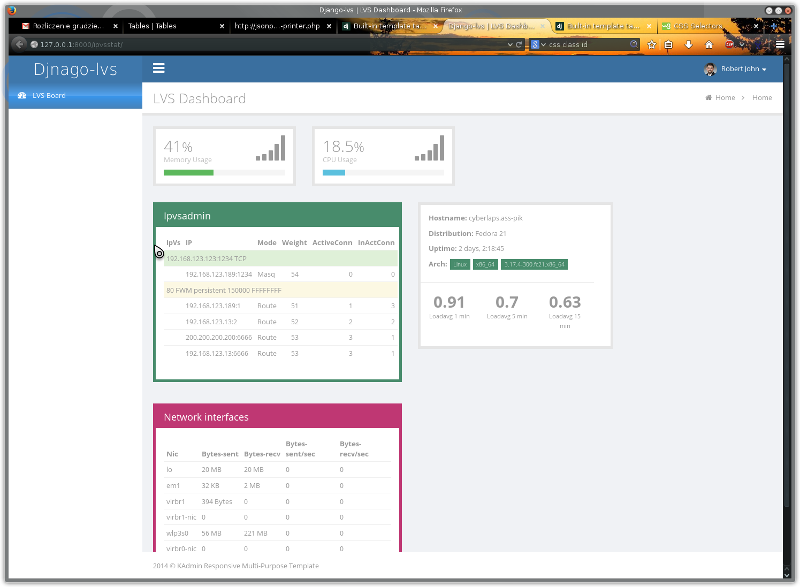 Djnago-lvs | LVS Dashboard - Mozilla Firefox
Rozliczenie grudzie...
Tables | Tables
http://sono...-printer.php
Built-in template ta...
Djnago-lvs | LVS Dashb...
Built-in template ta...
CSS Selectors
127.0.0.1:8000/ipvsstat/
css class id
Djnago-lvs
Robert John
LVS Board
LVS Dashboard
Home > Home
41%
Memory Usage
18.5%
CPU Usage
Ipvsadmin
IpVs IP Mode Weight ActiveConn InActConn
192.168.123.123:1234 TCP
192.168.123.189:1234 Masq 54 0 0
80 FWM persistent 150000 FFFFFFFF
192.168.123.189:1 Route 51 1 3
192.168.123.13:2 Route 52 2 2
200.200.200.200:6666 Route 53 3 1
192.168.123.13:6666 Route 53 3 1
Hostname: cyberlaps.ass-pik
Distribution: Fedora 21
Uptime: 2 days, 2:18:45
Arch: Linux x86_64 3.17.4-300.fc21.x86_64
0.91 0.7 0.63
Loadavg 1 min Loadavg 5 min Loadavg 15 min
Network interfaces
Nic Bytes-sent Bytes-recv Bytes-sent/sec Bytes-recv/sec
lo 20 MB 20 MB 0 0
em1 32 KB 2 MB 0 0
virbr1 394 Bytes 0 0 0
virbr1-nic 0 0 0 0
wlp3s0 56 MB 221 MB 0 0
virbr0-nic 0 0 0 0
2014 © KAdmin Responsive Multi-Purpose Template